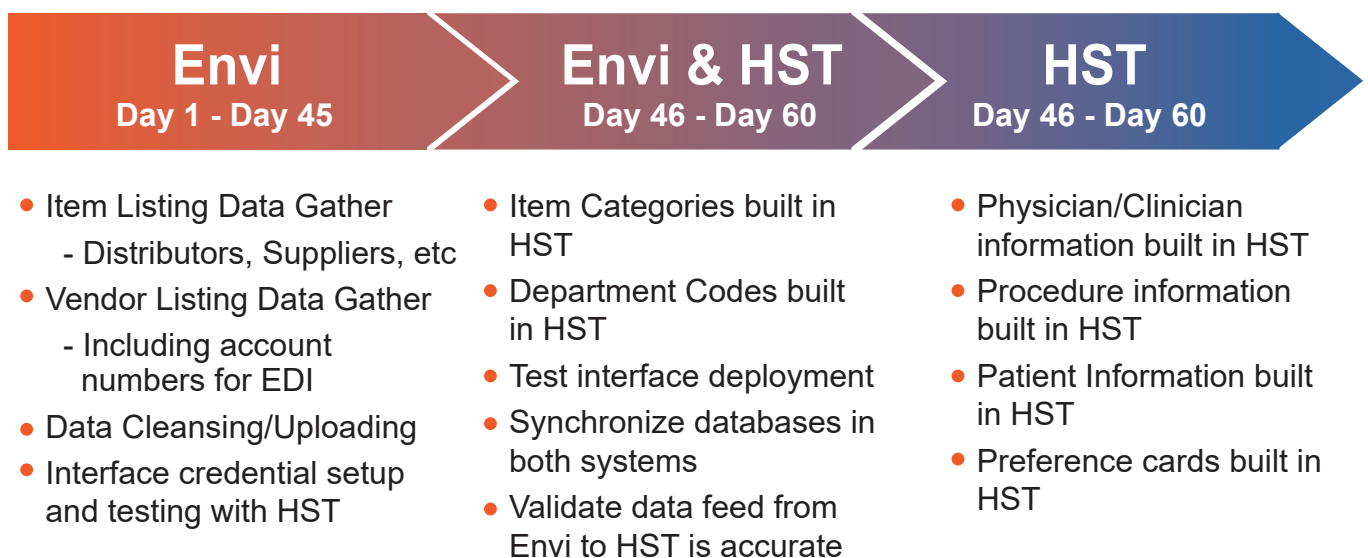 Envi
Day 1 - Day 45
Envi & HST
Day 46 - Day 60
HST
Day 46 - Day 60
• Item Listing Data Gather
- Distributors, Suppliers, etc
• Vendor Listing Data Gather
- Including account
numbers for EDI
• Data Cleansing/Uploading
• Interface credential setup
and testing with HST
• Item Categories built in
HST
• Department Codes built
in HST
• Test interface deployment
• Synchronize databases in
both systems
• Validate data feed from
Envi to HST is accurate
• Physician/Clinician
information built in HST
• Procedure information
built in HST
• Patient Information built
in HST
• Preference cards built in
HST